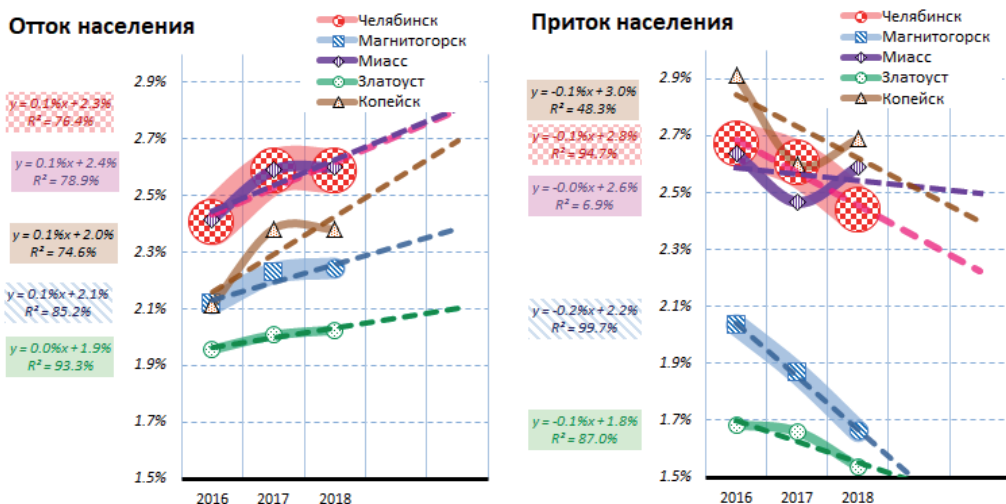 Отток населения
Челябинск
Магнитогорск
Миасс
Златоуст
Копейск
2.9%
2.7%
2.5%
2.3%
2.1%
1.9%
1.7%
1.5%
y = 0.1%x + 2.3%
R² = 76.4%
y = 0.1%x + 2.4%
R² = 78.9%
y = 0.1%x + 2.0%
R² = 74.6%
y = 0.1%x + 2.1%
R² = 85.2%
y = 0.0%x + 1.9%
R² = 93.3%
2016 2017 2018
Приток населения
Челябинск
Магнитогорск
Миасс
Златоуст
Копейск
2.9%
2.7%
2.5%
2.3%
2.1%
1.9%
1.7%
1.5%
y = -0.1%x + 3.0%
R² = 48.3%
y = -0.1%x + 2.8%
R² = 94.7%
y = -0.0%x + 2.6%
R² = 6.9%
y = -0.2%x + 2.2%
R² = 99.7%
y = -0.1%x + 1.8%
R² = 87.0%
2016 2017 2018